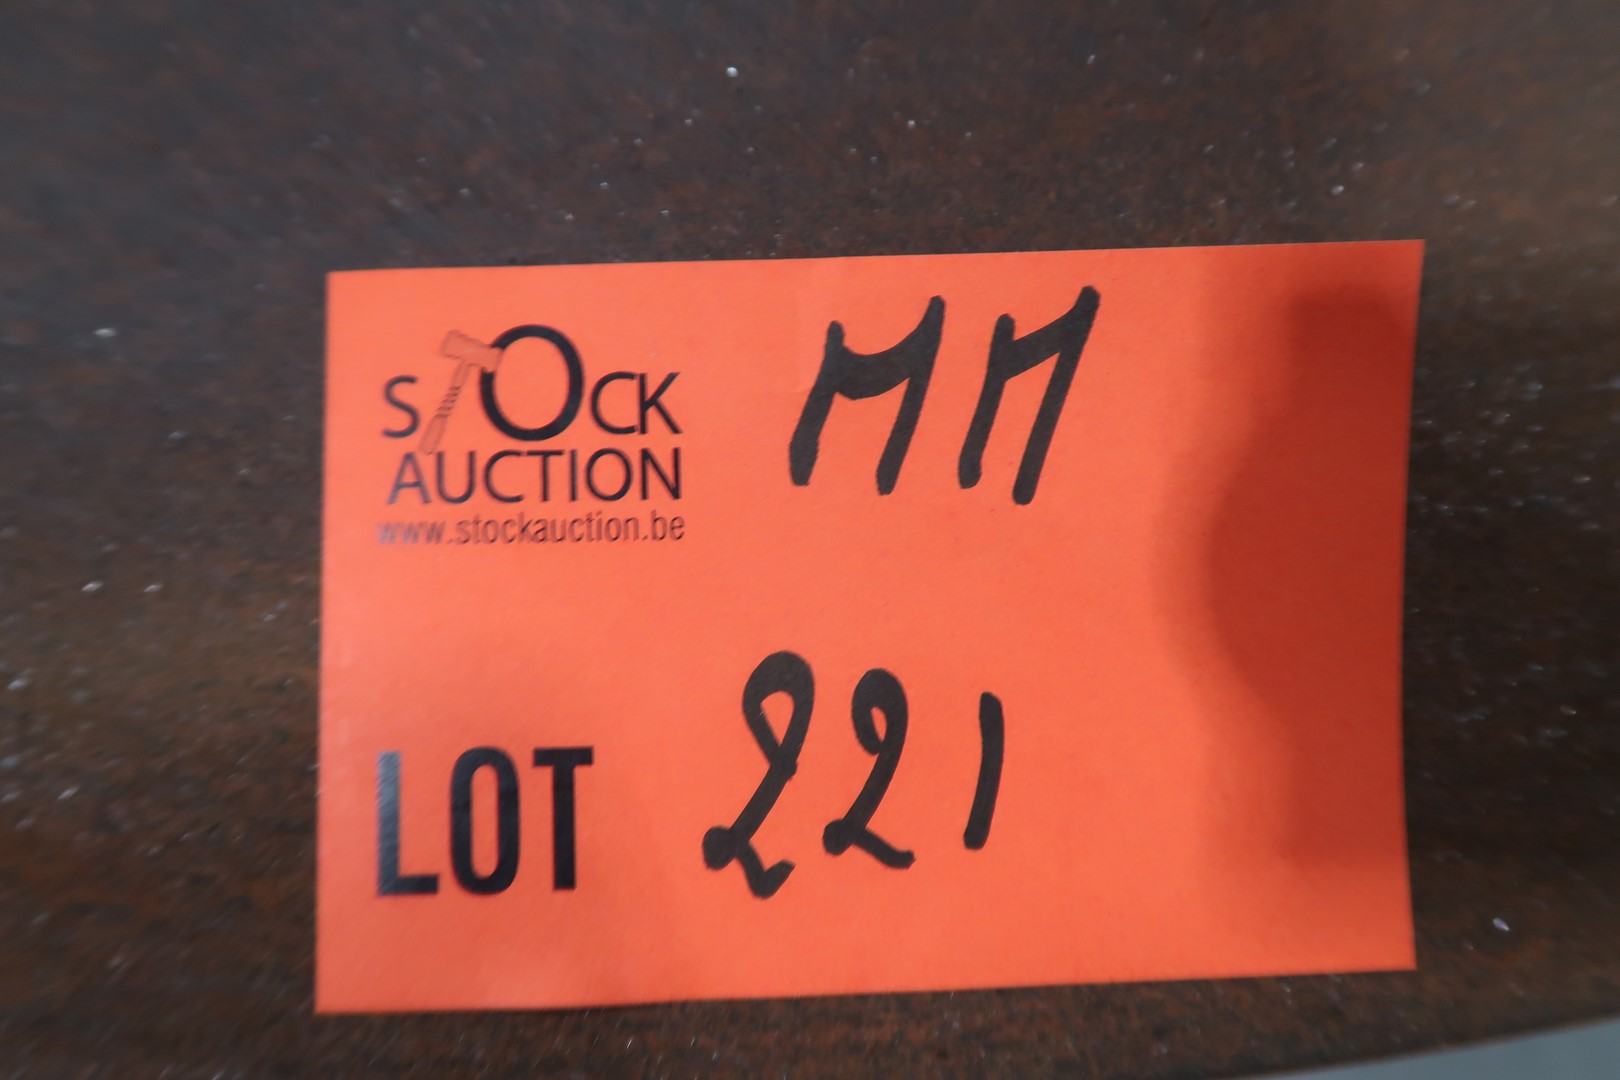 STOCK MM
AUCTION
www.stockauction.be
LOT 221